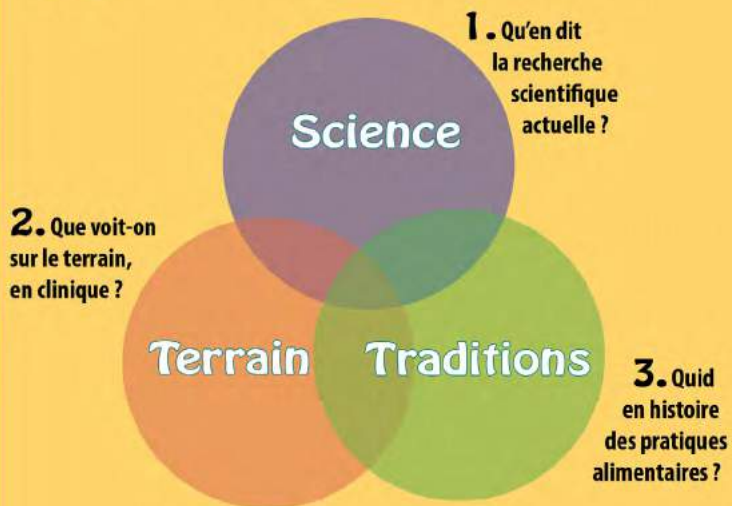 1. Qu'en dit
la recherche
scientifique
actuelle ?
Science
2. Que voit-on
sur le terrain,
en clinique ?
Terrain
Traditions
3. Quid
en histoire
des pratiques
alimentaires ?